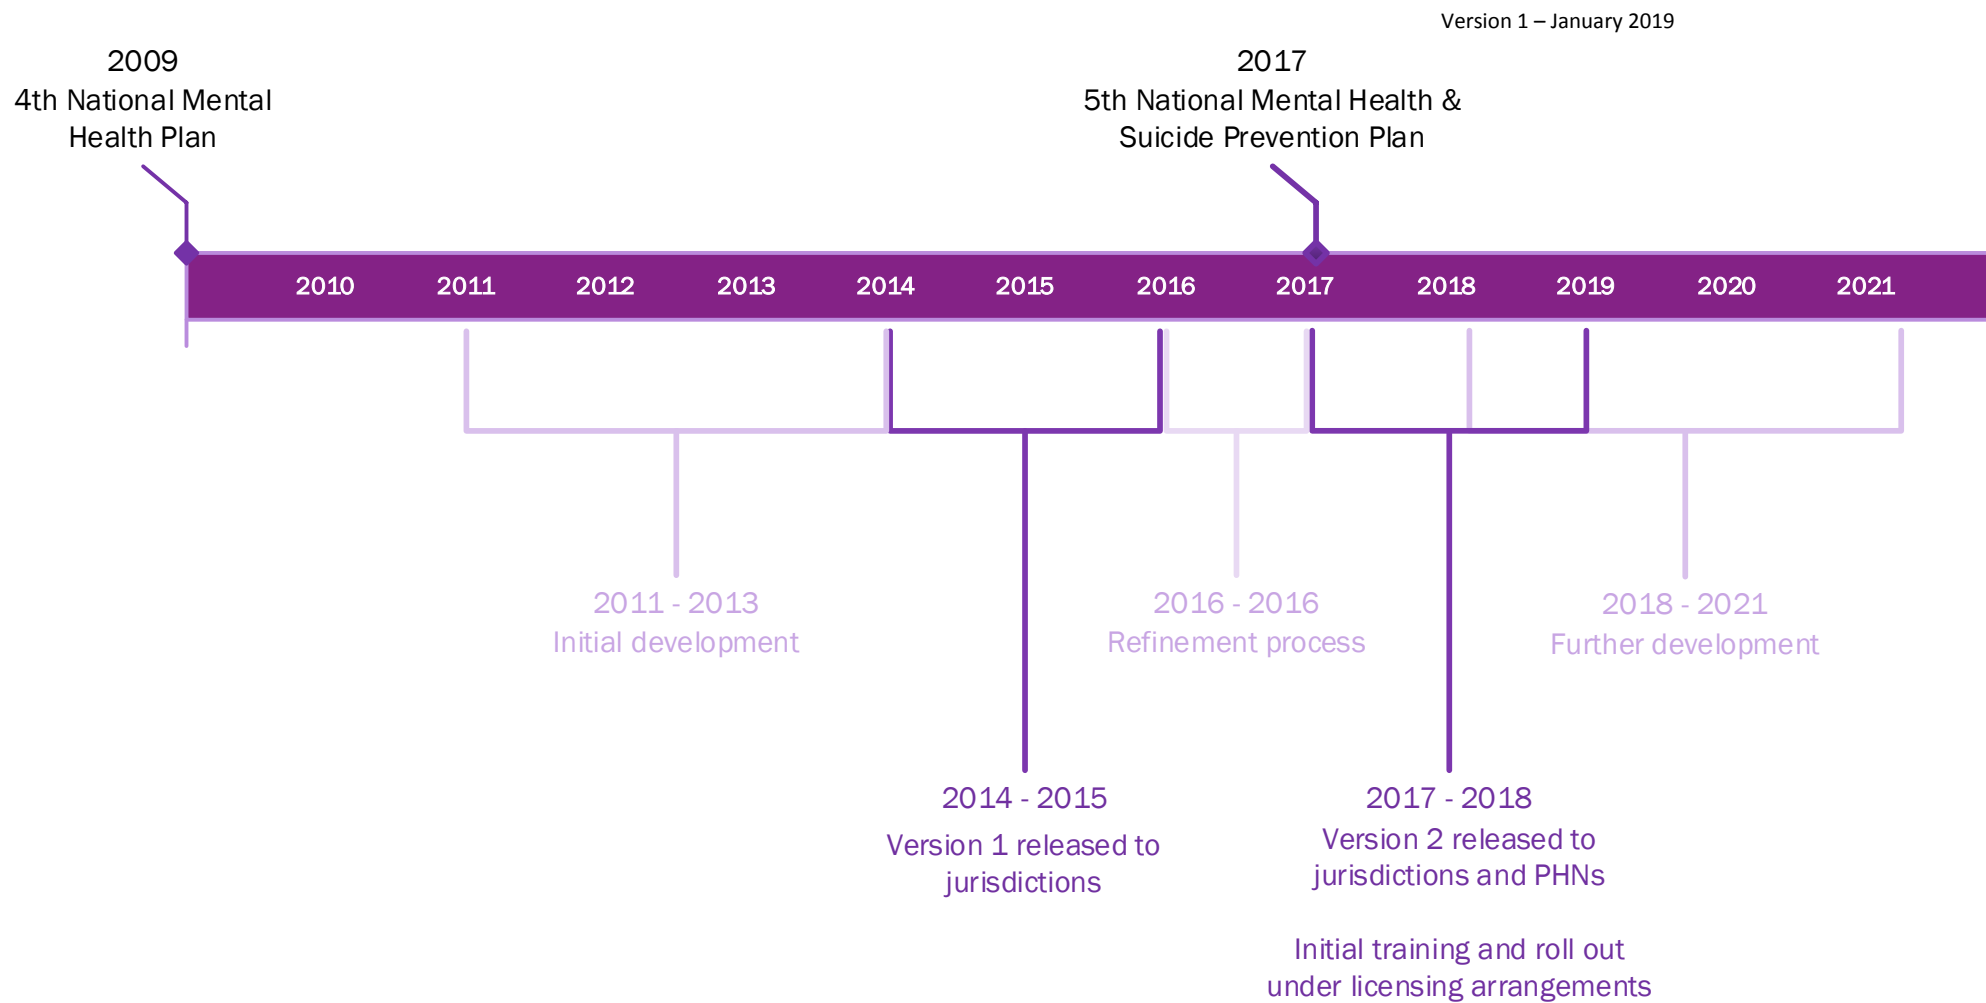 Version 1 – January 2019
2009
4th National Mental
Health Plan
2017
5th National Mental Health &
Suicide Prevention Plan
2010 2011 2012 2013 2014 2015 2016 2017 2018 2019 2020 2021
2011 - 2013
Initial development
2016 - 2016
Refinement process
2018 - 2021
Further development
2014 - 2015
Version 1 released to
jurisdictions
2017 - 2018
Version 2 released to
jurisdictions and PHNs
Initial training and roll out
under licensing arrangements